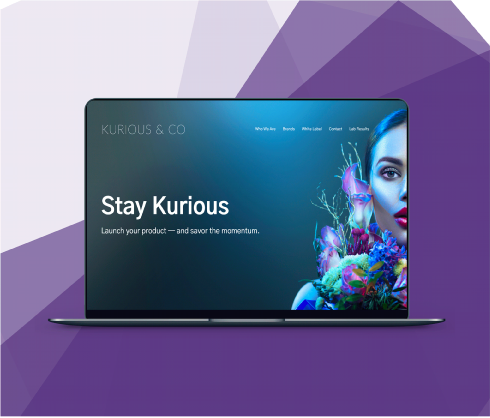 KURIOUS & CO
Who We Are Brands White Label Contact Lab Results
Stay Kurious
Launch your product — and savor the momentum.